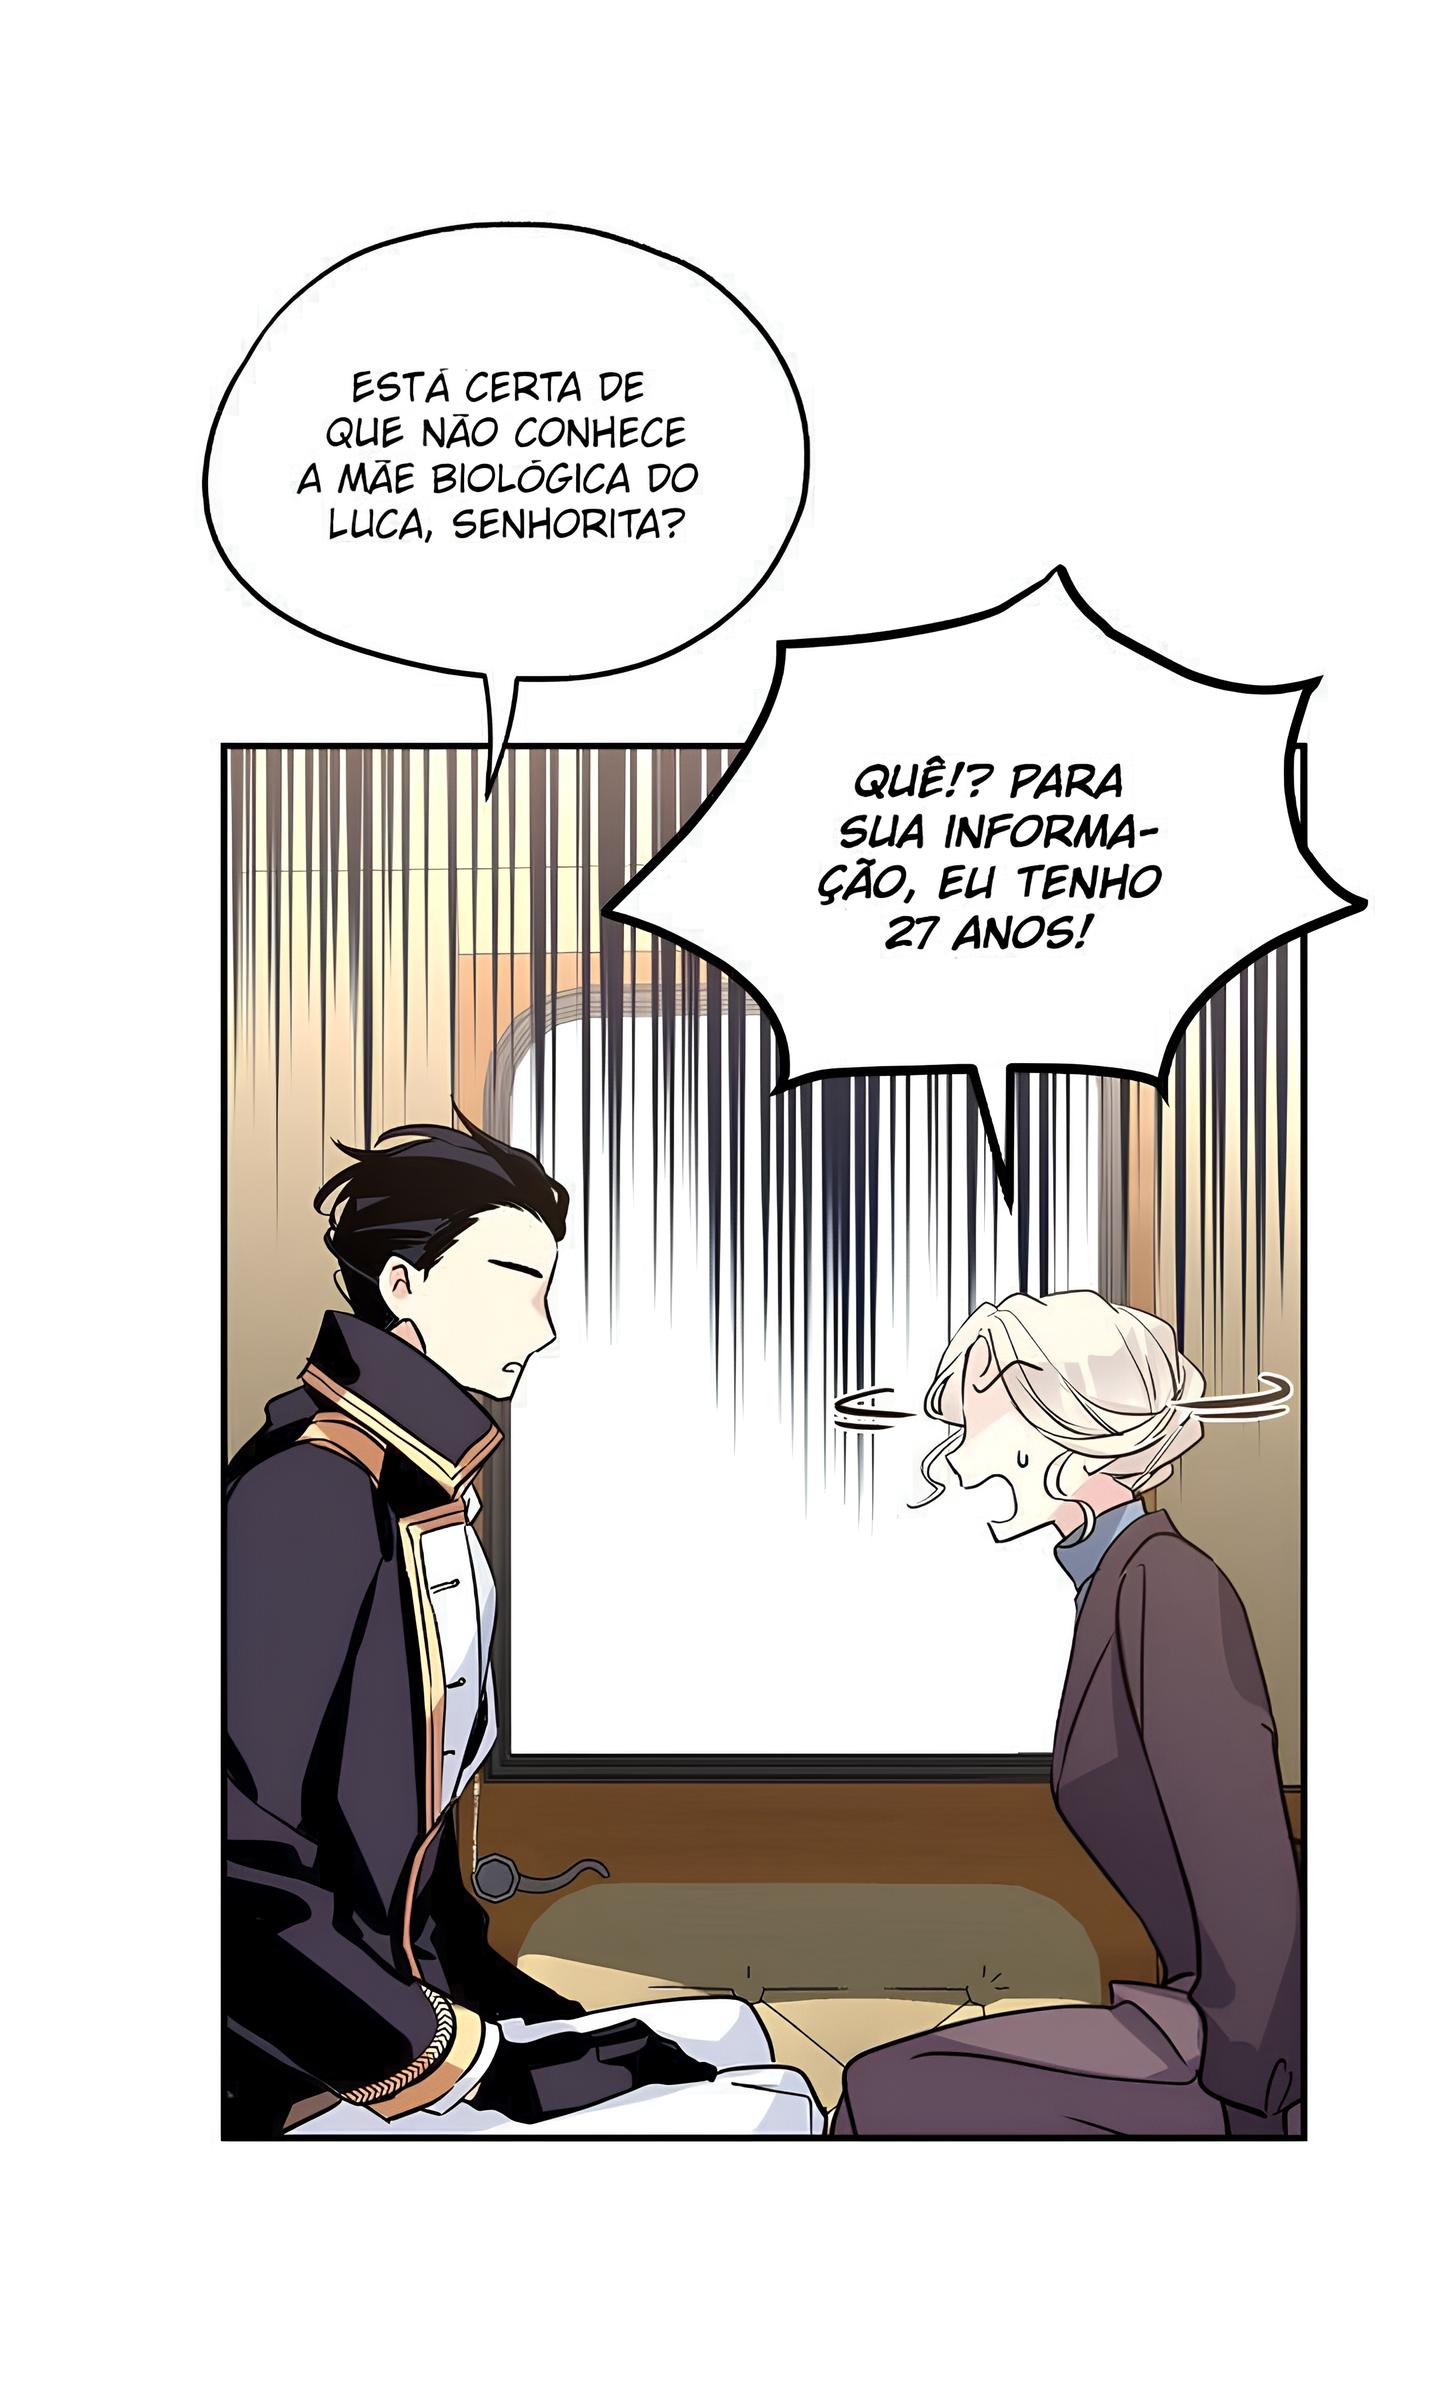 ESTÁ CERTA DE
QUE NÃO CONHECE
A MÃE BIOLÓGICA DO
LUCA, SENHORITA?
QUÊ!? PARA
SUA INFORMA-
ÇÃO, EU TENHO
27 ANOS!